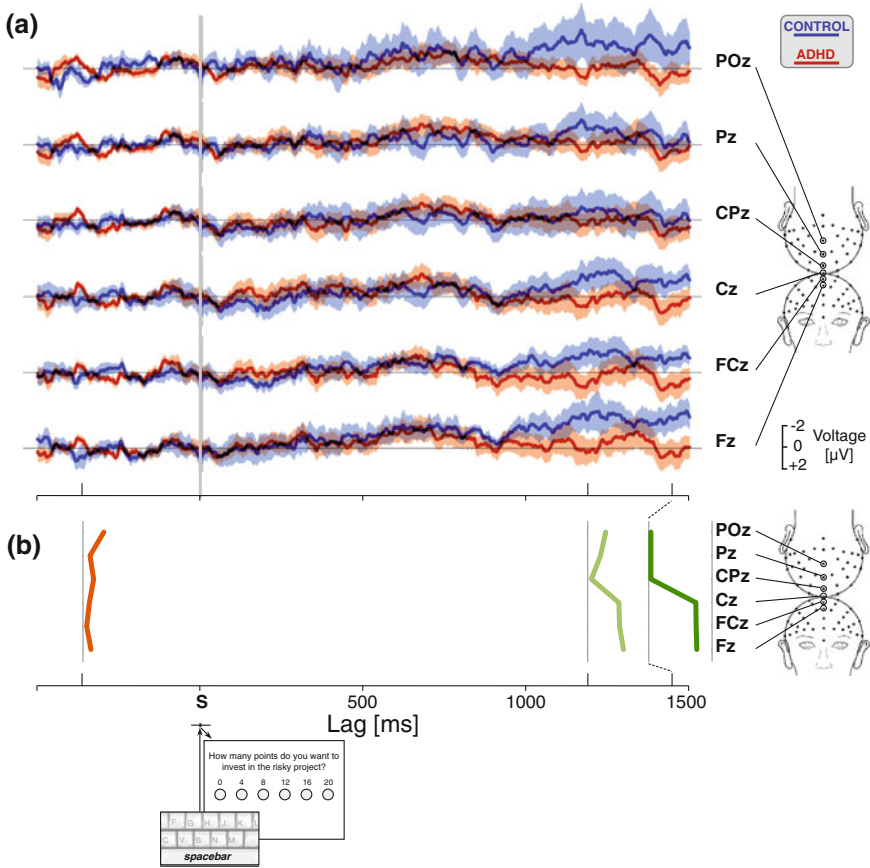 (a)
CONTROL
ADHD
POz
Pz
CPz
Cz
FCz
Fz
-2
0
+2
Voltage
[µV]
(b)
POz
Pz
CPz
Cz
FCz
Fz
S
500
1000
1500
Lag [ms]
How many points do you want to
invest in the risky project?
0 4 8 12 16 20
F G H J K L
C V B N M
spacebar